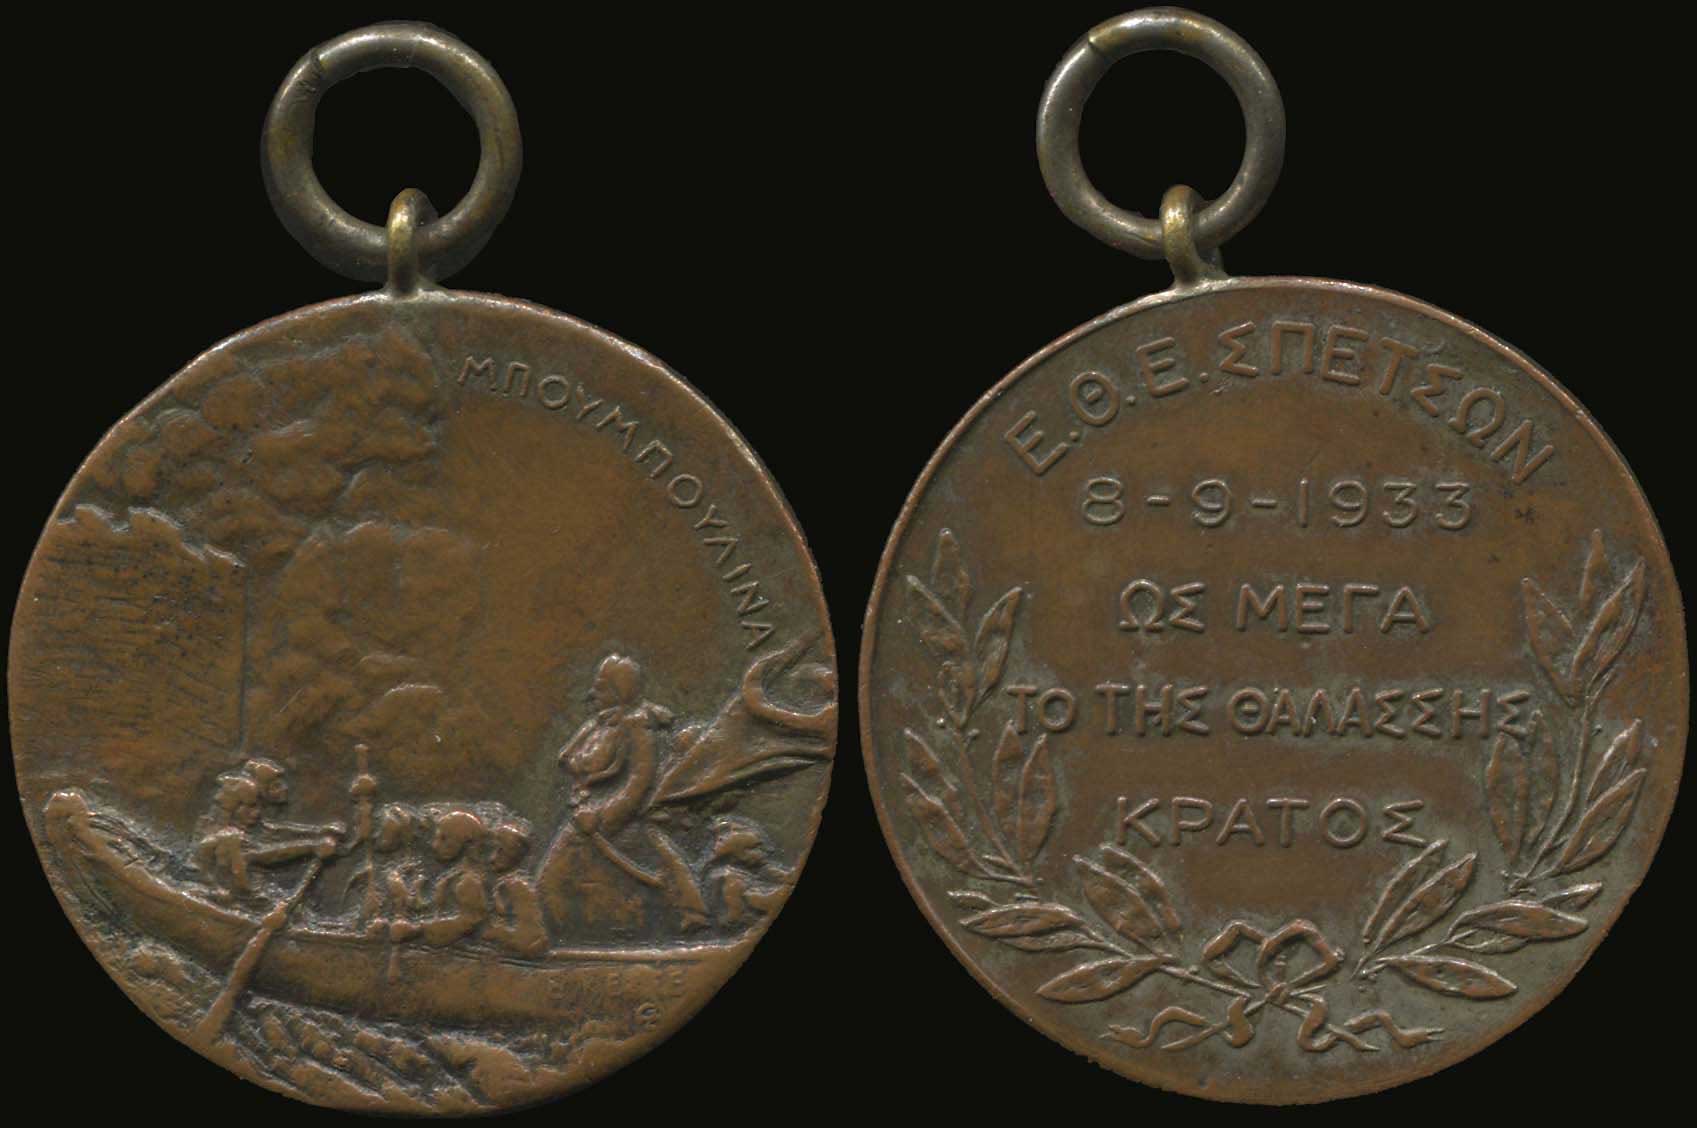 ΜΠΟΥΜΠΟΥΛΙΝΑ
Ε.Θ.Ε.ΣΠΕΤΣΩΝ
8-9-1933
ΩΣ ΜΕΓΑ
ΤΟ ΤΗΣ ΘΑΛΑΣΣΗΣ
ΚΡΑΤΟΣ